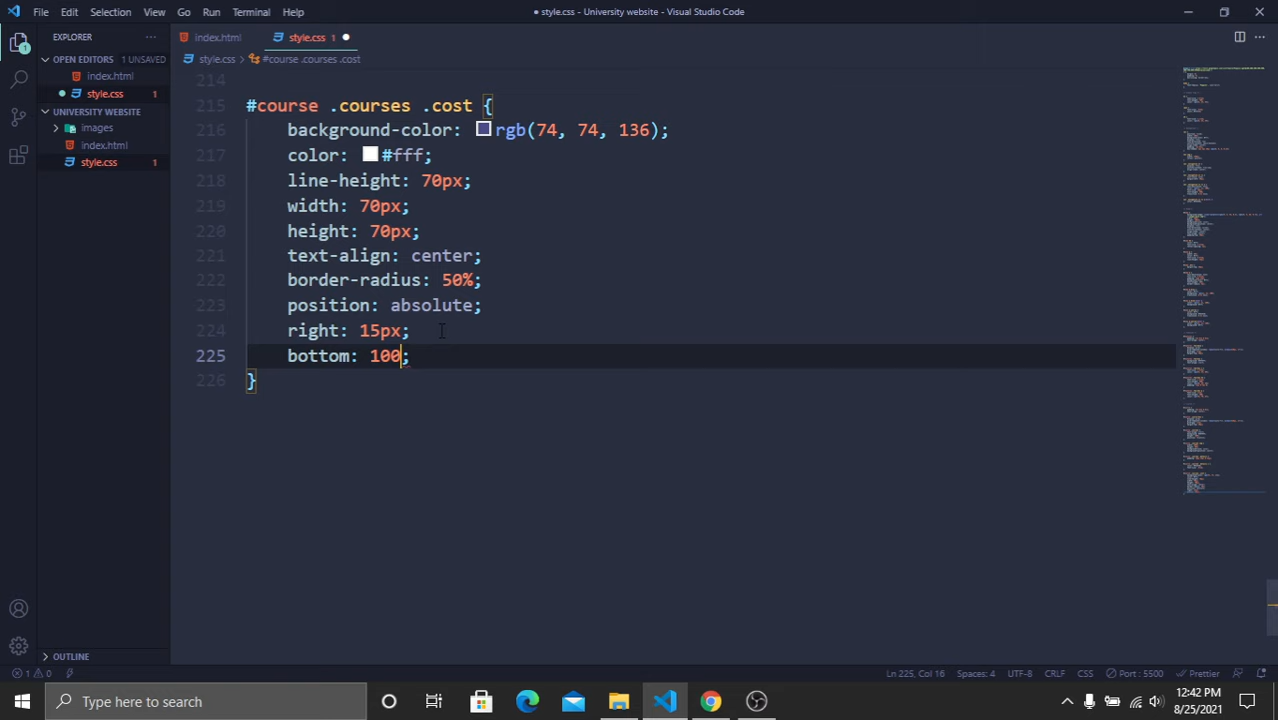 File Edit Selection View Go Run Terminal Help
● style.css - University website - Visual Studio Code
EXPLORER
index.html
style.css 1
style.css > #course .courses .cost
OPEN EDITORS 1 UNSAVED
index.html
style.css 1
UNIVERSITY WEBSITE
images
index.html
style.css 1
214
215 #course .courses .cost {
216 background-color: rgb(74, 74, 136);
217 color: #fff;
218 line-height: 70px;
219 width: 70px;
220 height: 70px;
221 text-align: center;
222 border-radius: 50%;
223 position: absolute;
224 right: 15px;
225 bottom: 100;
226 }
OUTLINE
1 0
Ln 225, Col 16 Spaces: 4 UTF-8 CRLF CSS Port : 5500 Prettier
Type here to search
12:42 PM
8/25/2021